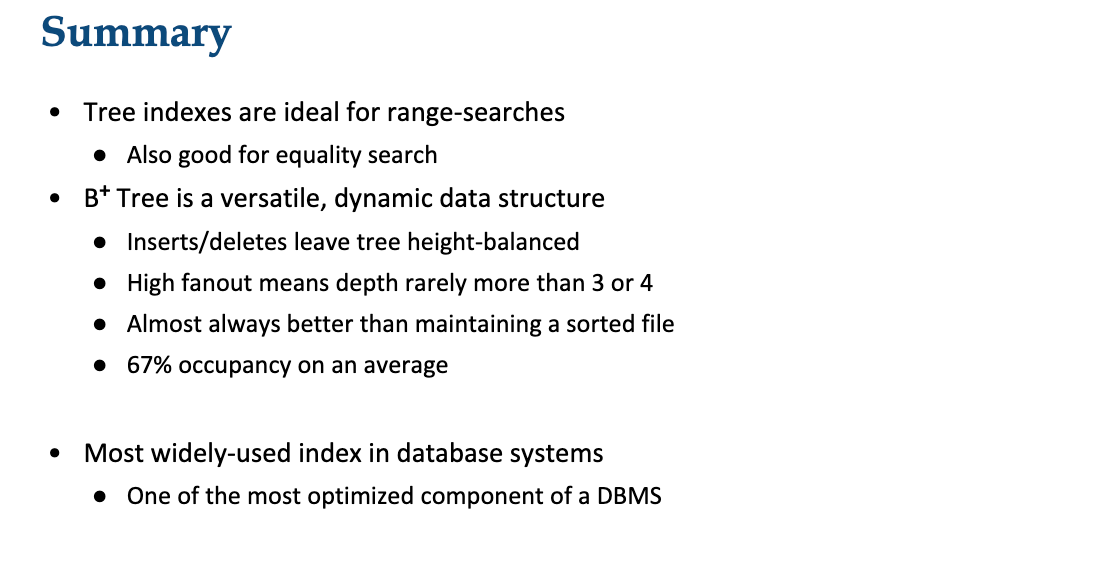 Summary
• Tree indexes are ideal for range-searches
• Also good for equality search
• B⁺ Tree is a versatile, dynamic data structure
• Inserts/deletes leave tree height-balanced
• High fanout means depth rarely more than 3 or 4
• Almost always better than maintaining a sorted file
• 67% occupancy on an average
• Most widely-used index in database systems
• One of the most optimized component of a DBMS